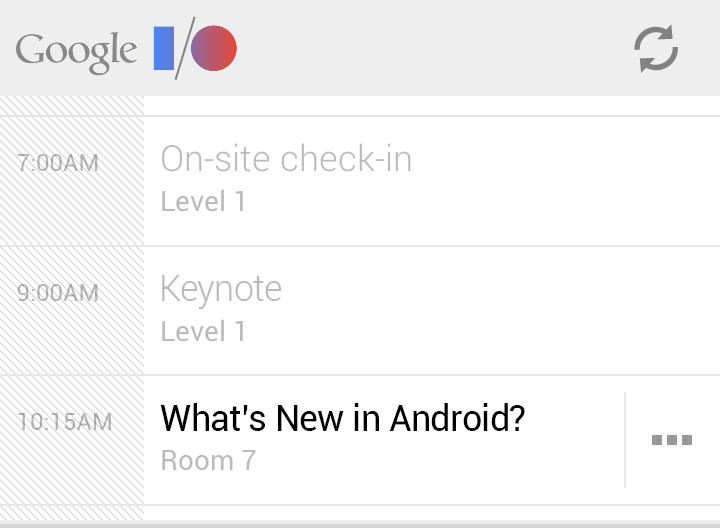 Google I/O
7:00AM
On-site check-in
Level 1
9:00AM
Keynote
Level 1
10:15AM
What's New in Android?
Room 7